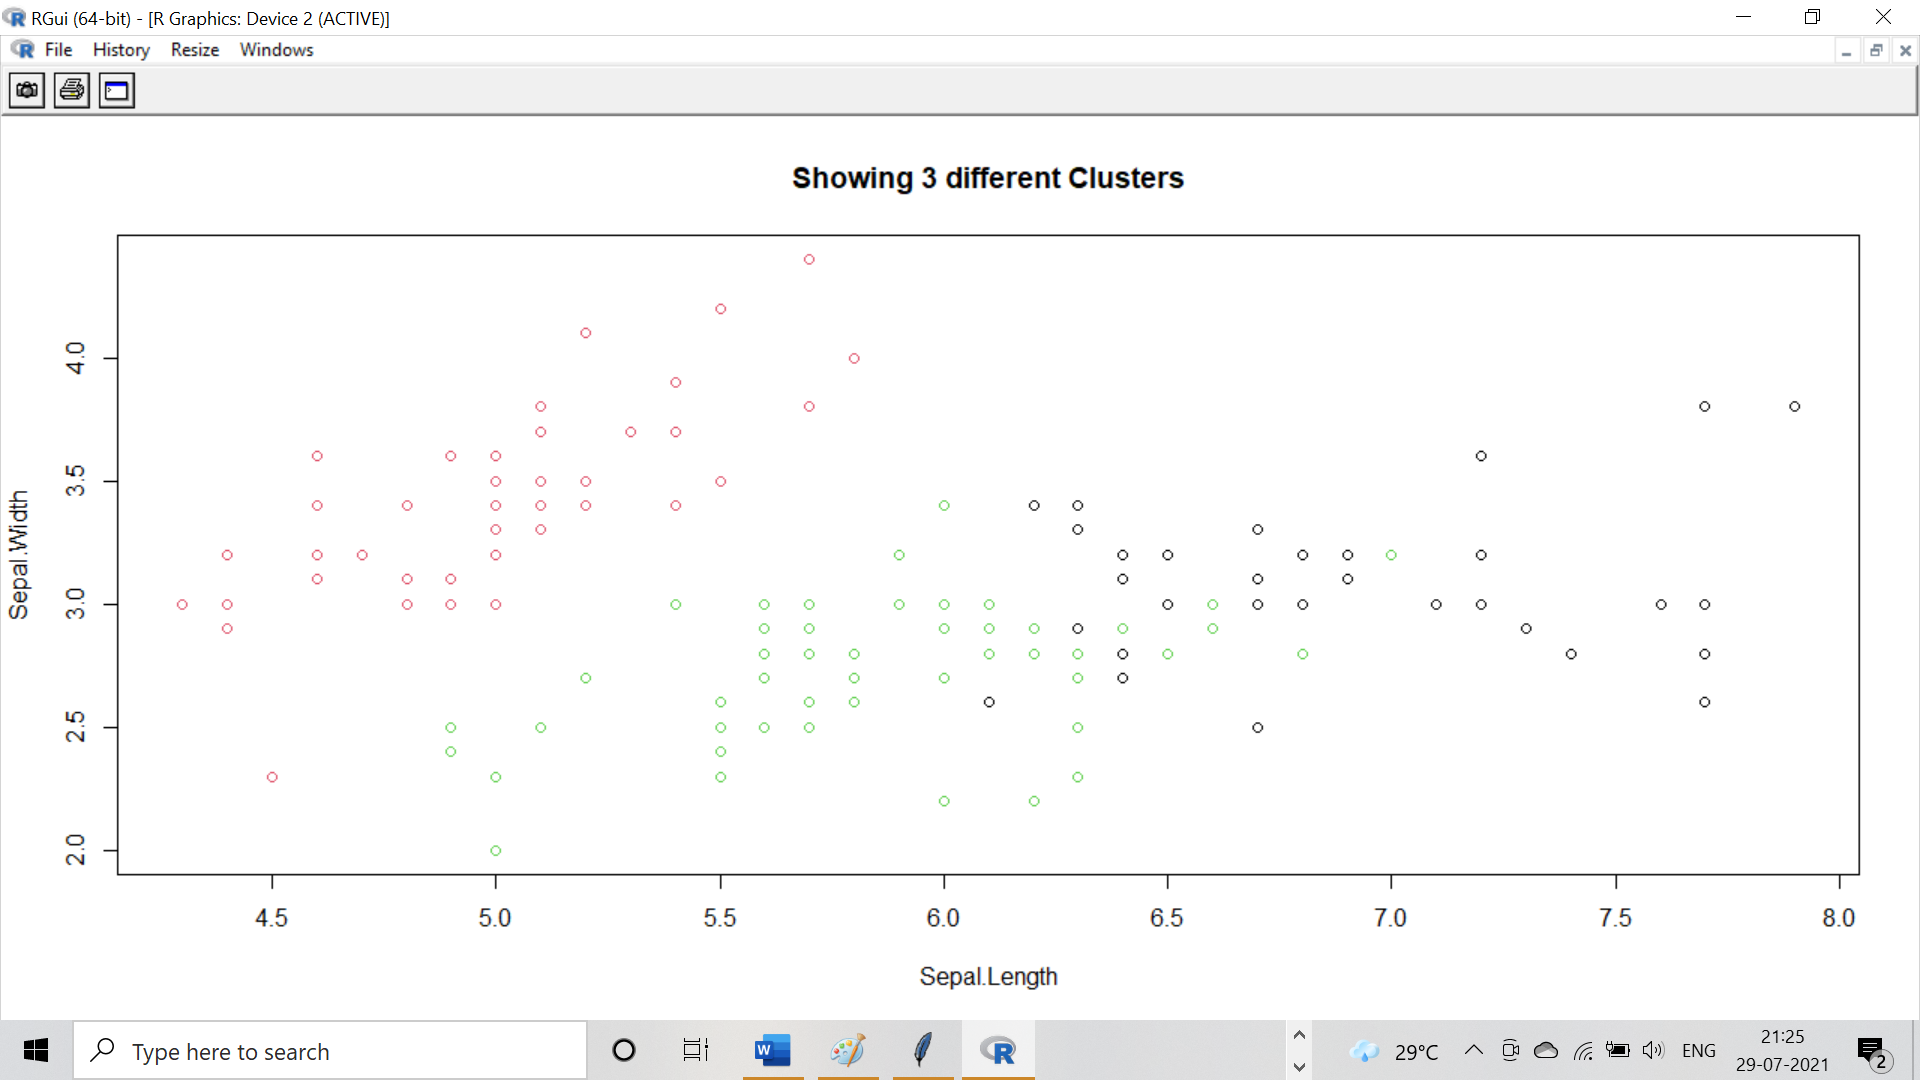 RGui (64-bit) - [R Graphics: Device 2 (ACTIVE)]
File History Resize Windows
Showing 3 different Clusters
Sepal.Width
4.0
3.5
3.0
2.5
2.0
4.5 5.0 5.5 6.0 6.5 7.0 7.5 8.0
Sepal.Length
Type here to search
29°C
ENG
21:25
29-07-2021
2